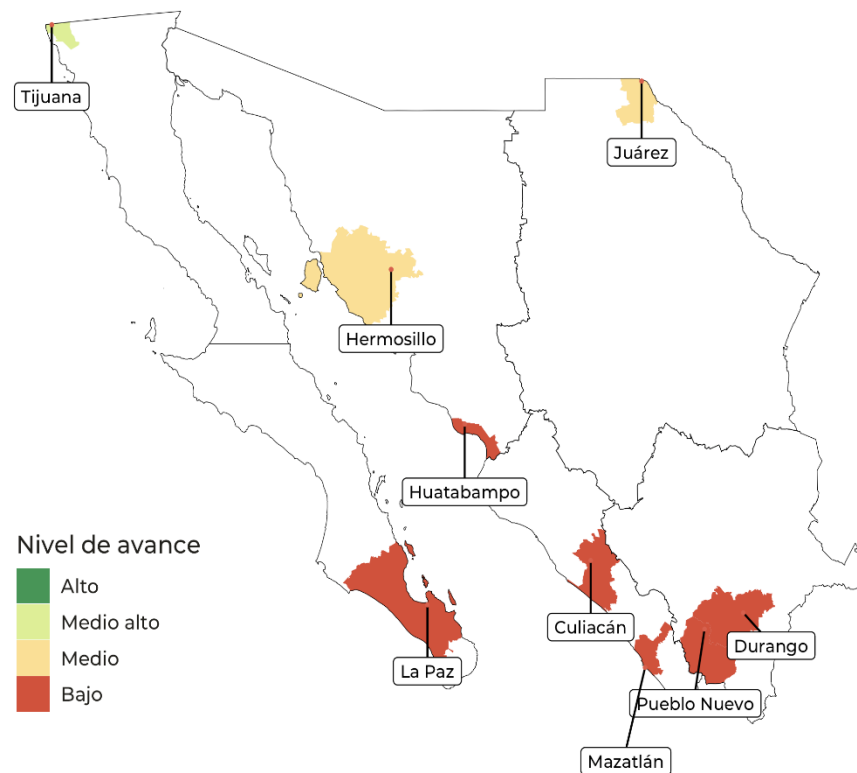 Tijuana
Juárez
Hermosillo
Huatabampo
Nivel de avance
Alto
Medio alto
Medio
Bajo
Culiacán
Durango
La Paz
Pueblo Nuevo
Mazatlán